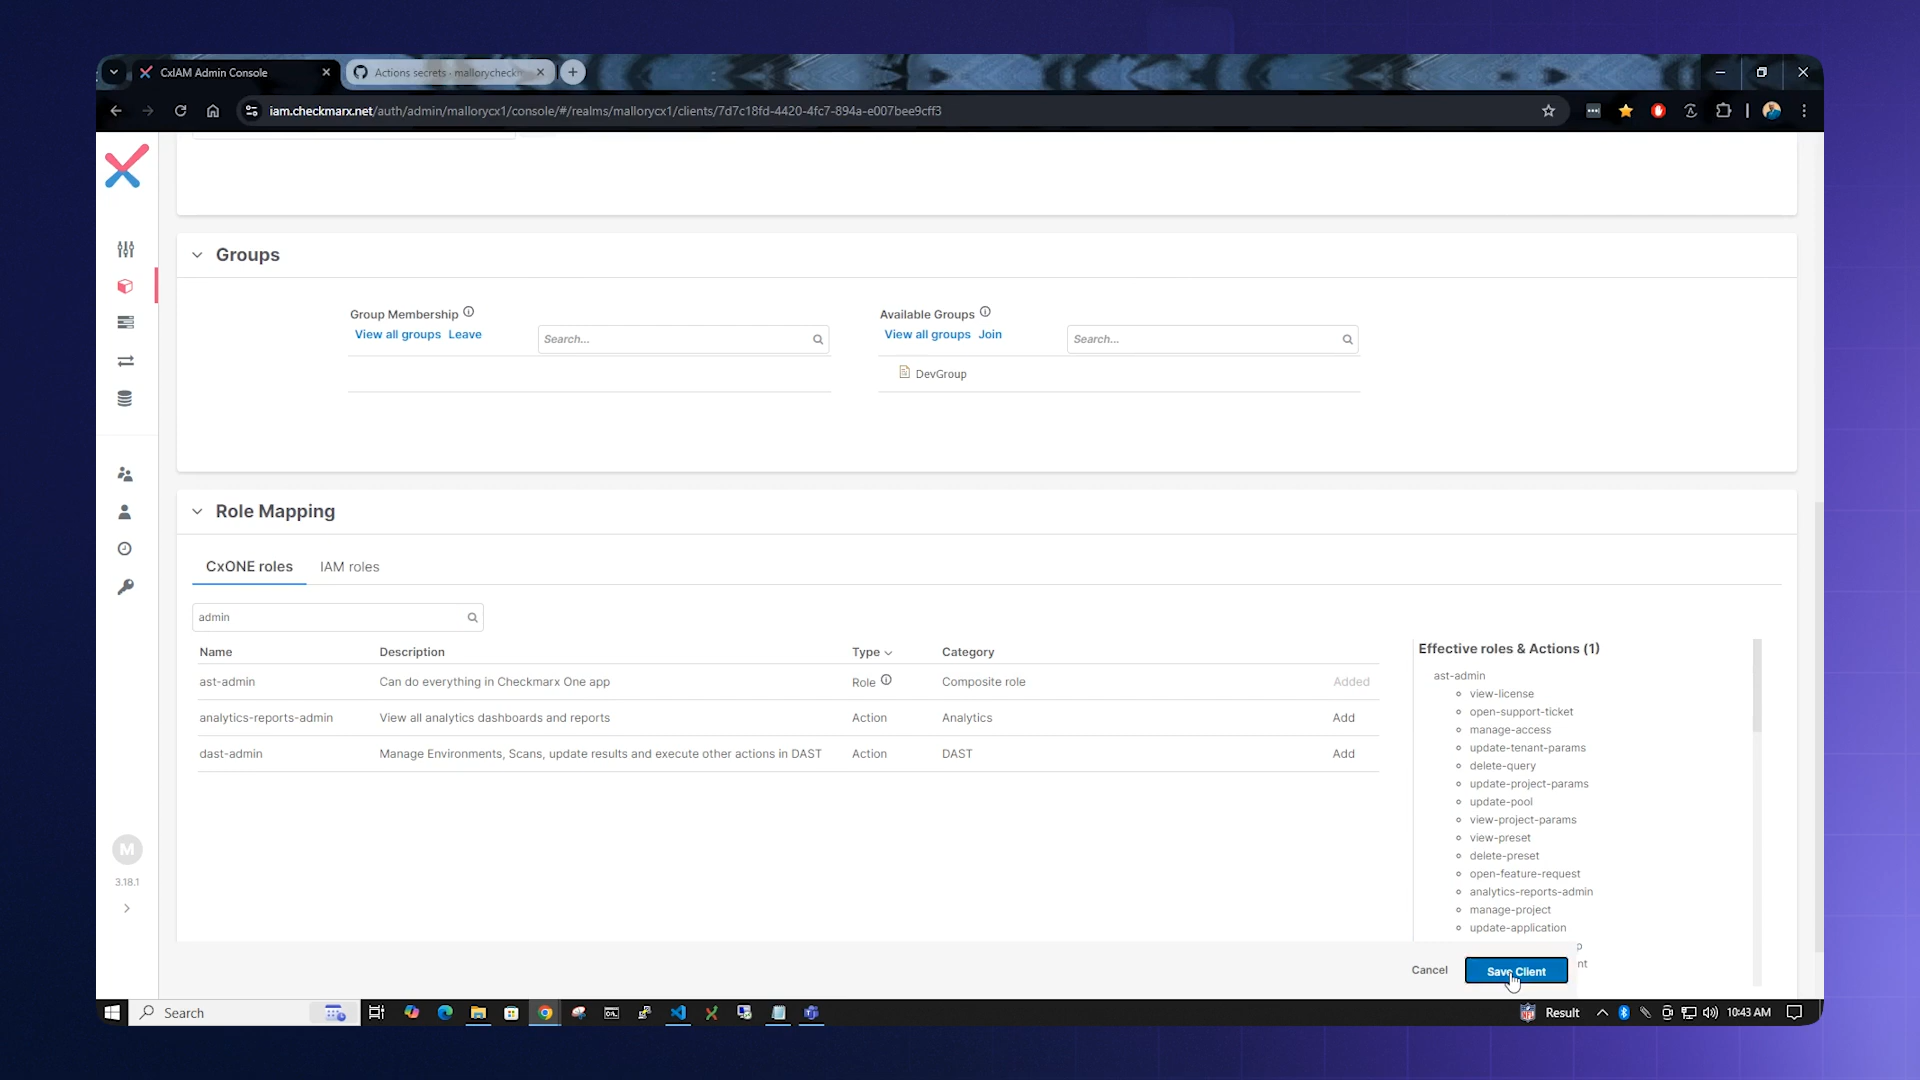 CxIAM Admin Console
Actions secrets · mallorycheckm
iam.checkmarx.net/auth/admin/mallorycx1/console/#/realms/mallorycx1/clients/7d7c18fd-4420-4fc7-894a-e007bee9cff3
Groups
Group Membership
View all groups Leave
Search...
Available Groups
View all groups Join
Search...
DevGroup
Role Mapping
CxONE roles IAM roles
admin
Name Description Type Category
ast-admin Can do everything in Checkmarx One app Role Composite role Added
analytics-reports-admin View all analytics dashboards and reports Action Analytics Add
dast-admin Manage Environments, Scans, update results and execute other actions in DAST Action DAST Add
Effective roles & Actions (1)
ast-admin
view-license
open-support-ticket
manage-access
update-tenant-params
delete-query
update-project-params
update-pool
view-project-params
view-preset
delete-preset
open-feature-request
analytics-reports-admin
manage-project
update-application
M
3.18.1
Cancel Save Client
Search
Result
10:43 AM